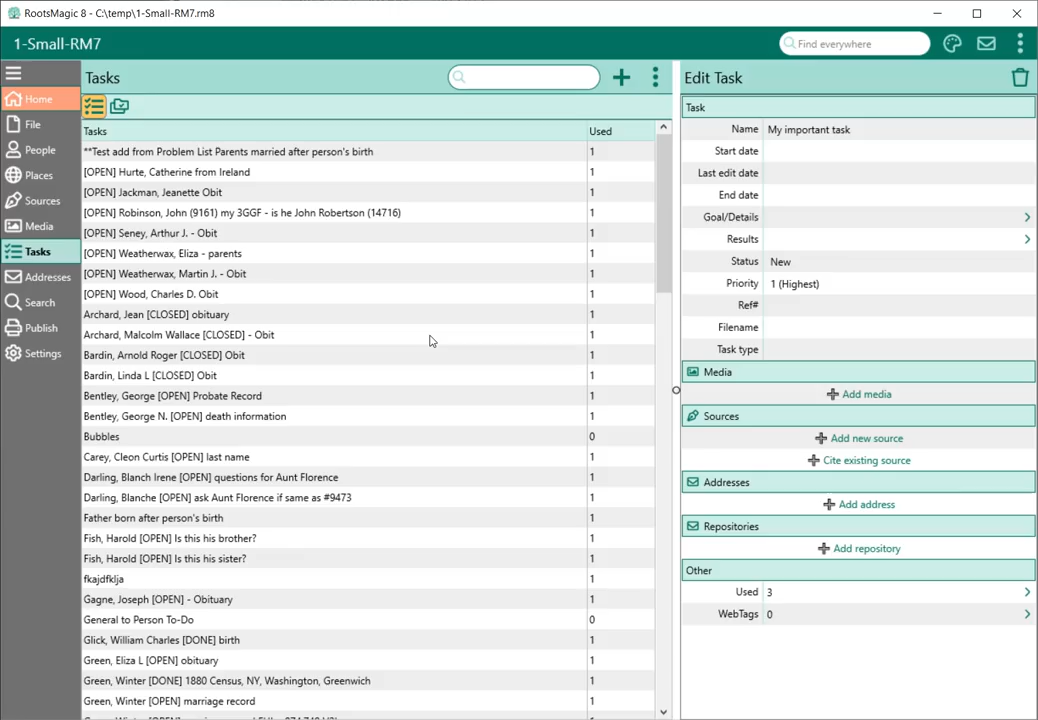 RootsMagic 8 - C:\temp\1-Small-RM7.rm8
1-Small-RM7
Find everywhere
Home
File
People
Places
Sources
Media
Tasks
Addresses
Search
Publish
Settings
Tasks
Tasks Used
**Test add from Problem List Parents married after person's birth 1
[OPEN] Hurte, Catherine from Ireland 1
[OPEN] Jackman, Jeanette Obit 1
[OPEN] Robinson, John (9161) my 3GGF - is he John Robertson (14716) 1
[OPEN] Seney, Arthur J. - Obit 1
[OPEN] Weatherwax, Eliza - parents 1
[OPEN] Weatherwax, Martin J. - Obit 1
[OPEN] Wood, Charles D. Obit 1
Archard, Jean [CLOSED] obituary 1
Archard, Malcolm Wallace [CLOSED] - Obit 1
Bardin, Arnold Roger [CLOSED] Obit 1
Bardin, Linda L [CLOSED] Obit 1
Bentley, George [OPEN] Probate Record 1
Bentley, George N. [OPEN] death information 1
Bubbles 0
Carey, Cleon Curtis [OPEN] last name 1
Darling, Blanch Irene [OPEN] questions for Aunt Florence 1
Darling, Blanche [OPEN] ask Aunt Florence if same as #9473 1
Father born after person's birth 1
Fish, Harold [OPEN] Is this his brother? 1
Fish, Harold [OPEN] Is this his sister? 1
fkajdfklja 1
Gagne, Joseph [OPEN] - Obituary 1
General to Person To-Do 0
Glick, William Charles [DONE] birth 1
Green, Eliza L [OPEN] obituary 1
Green, Winter [DONE] 1880 Census, NY, Washington, Greenwich 1
Green, Winter [OPEN] marriage record 1
Edit Task
Task
Name My important task
Start date
Last edit date
End date
Goal/Details
Results
Status New
Priority 1 (Highest)
Ref#
Filename
Task type
Media
Add media
Sources
Add new source
Cite existing source
Addresses
Add address
Repositories
Add repository
Other
Used 3
WebTags 0